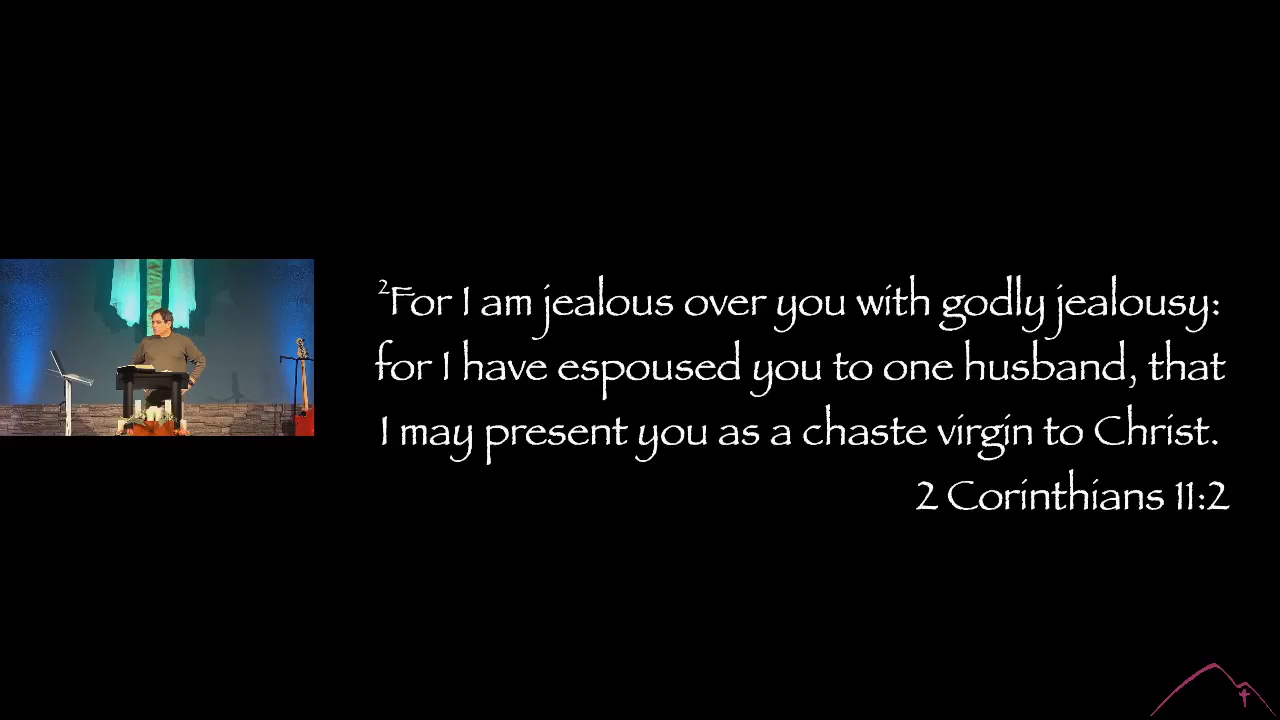 ²For I am jealous over you with godly jealousy:
for I have espoused you to one husband, that
I may present you as a chaste virgin to Christ.
2 Corinthians 11:2